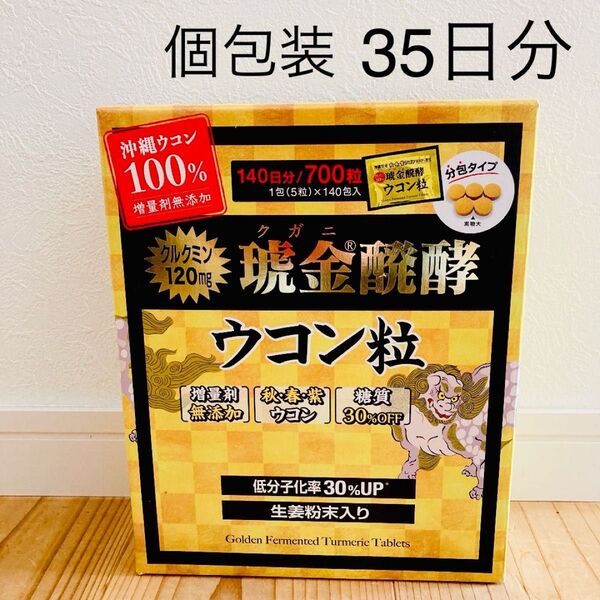 個包装 35日分
沖縄ウコン
100%
増量剤無添加
140日分/700粒
1包(5粒)×140包入
琥金醗酵
ウコン粒
分包タイプ
▲
実物大
クルクミン
120mg
クガニ
琥金®醗酵
ウコン粒
増量剤
無添加
秋・春・紫
ウコン
糖質
30%OFF
低分子化率30%UP*
生姜粉末入り
Golden Fermented Turmeric Tablets